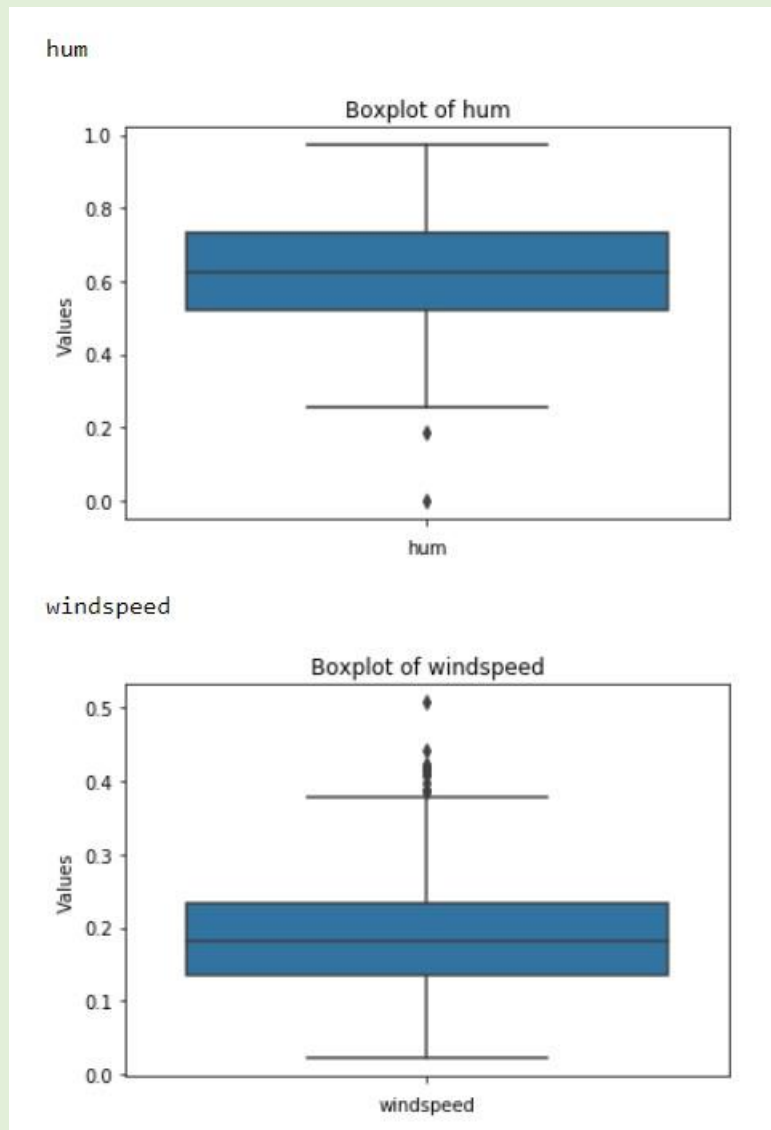 hum
Boxplot of hum
1.0
0.8
0.6
0.4
0.2
0.0
Values
hum
windspeed
Boxplot of windspeed
0.5
0.4
0.3
0.2
0.1
0.0
Values
windspeed